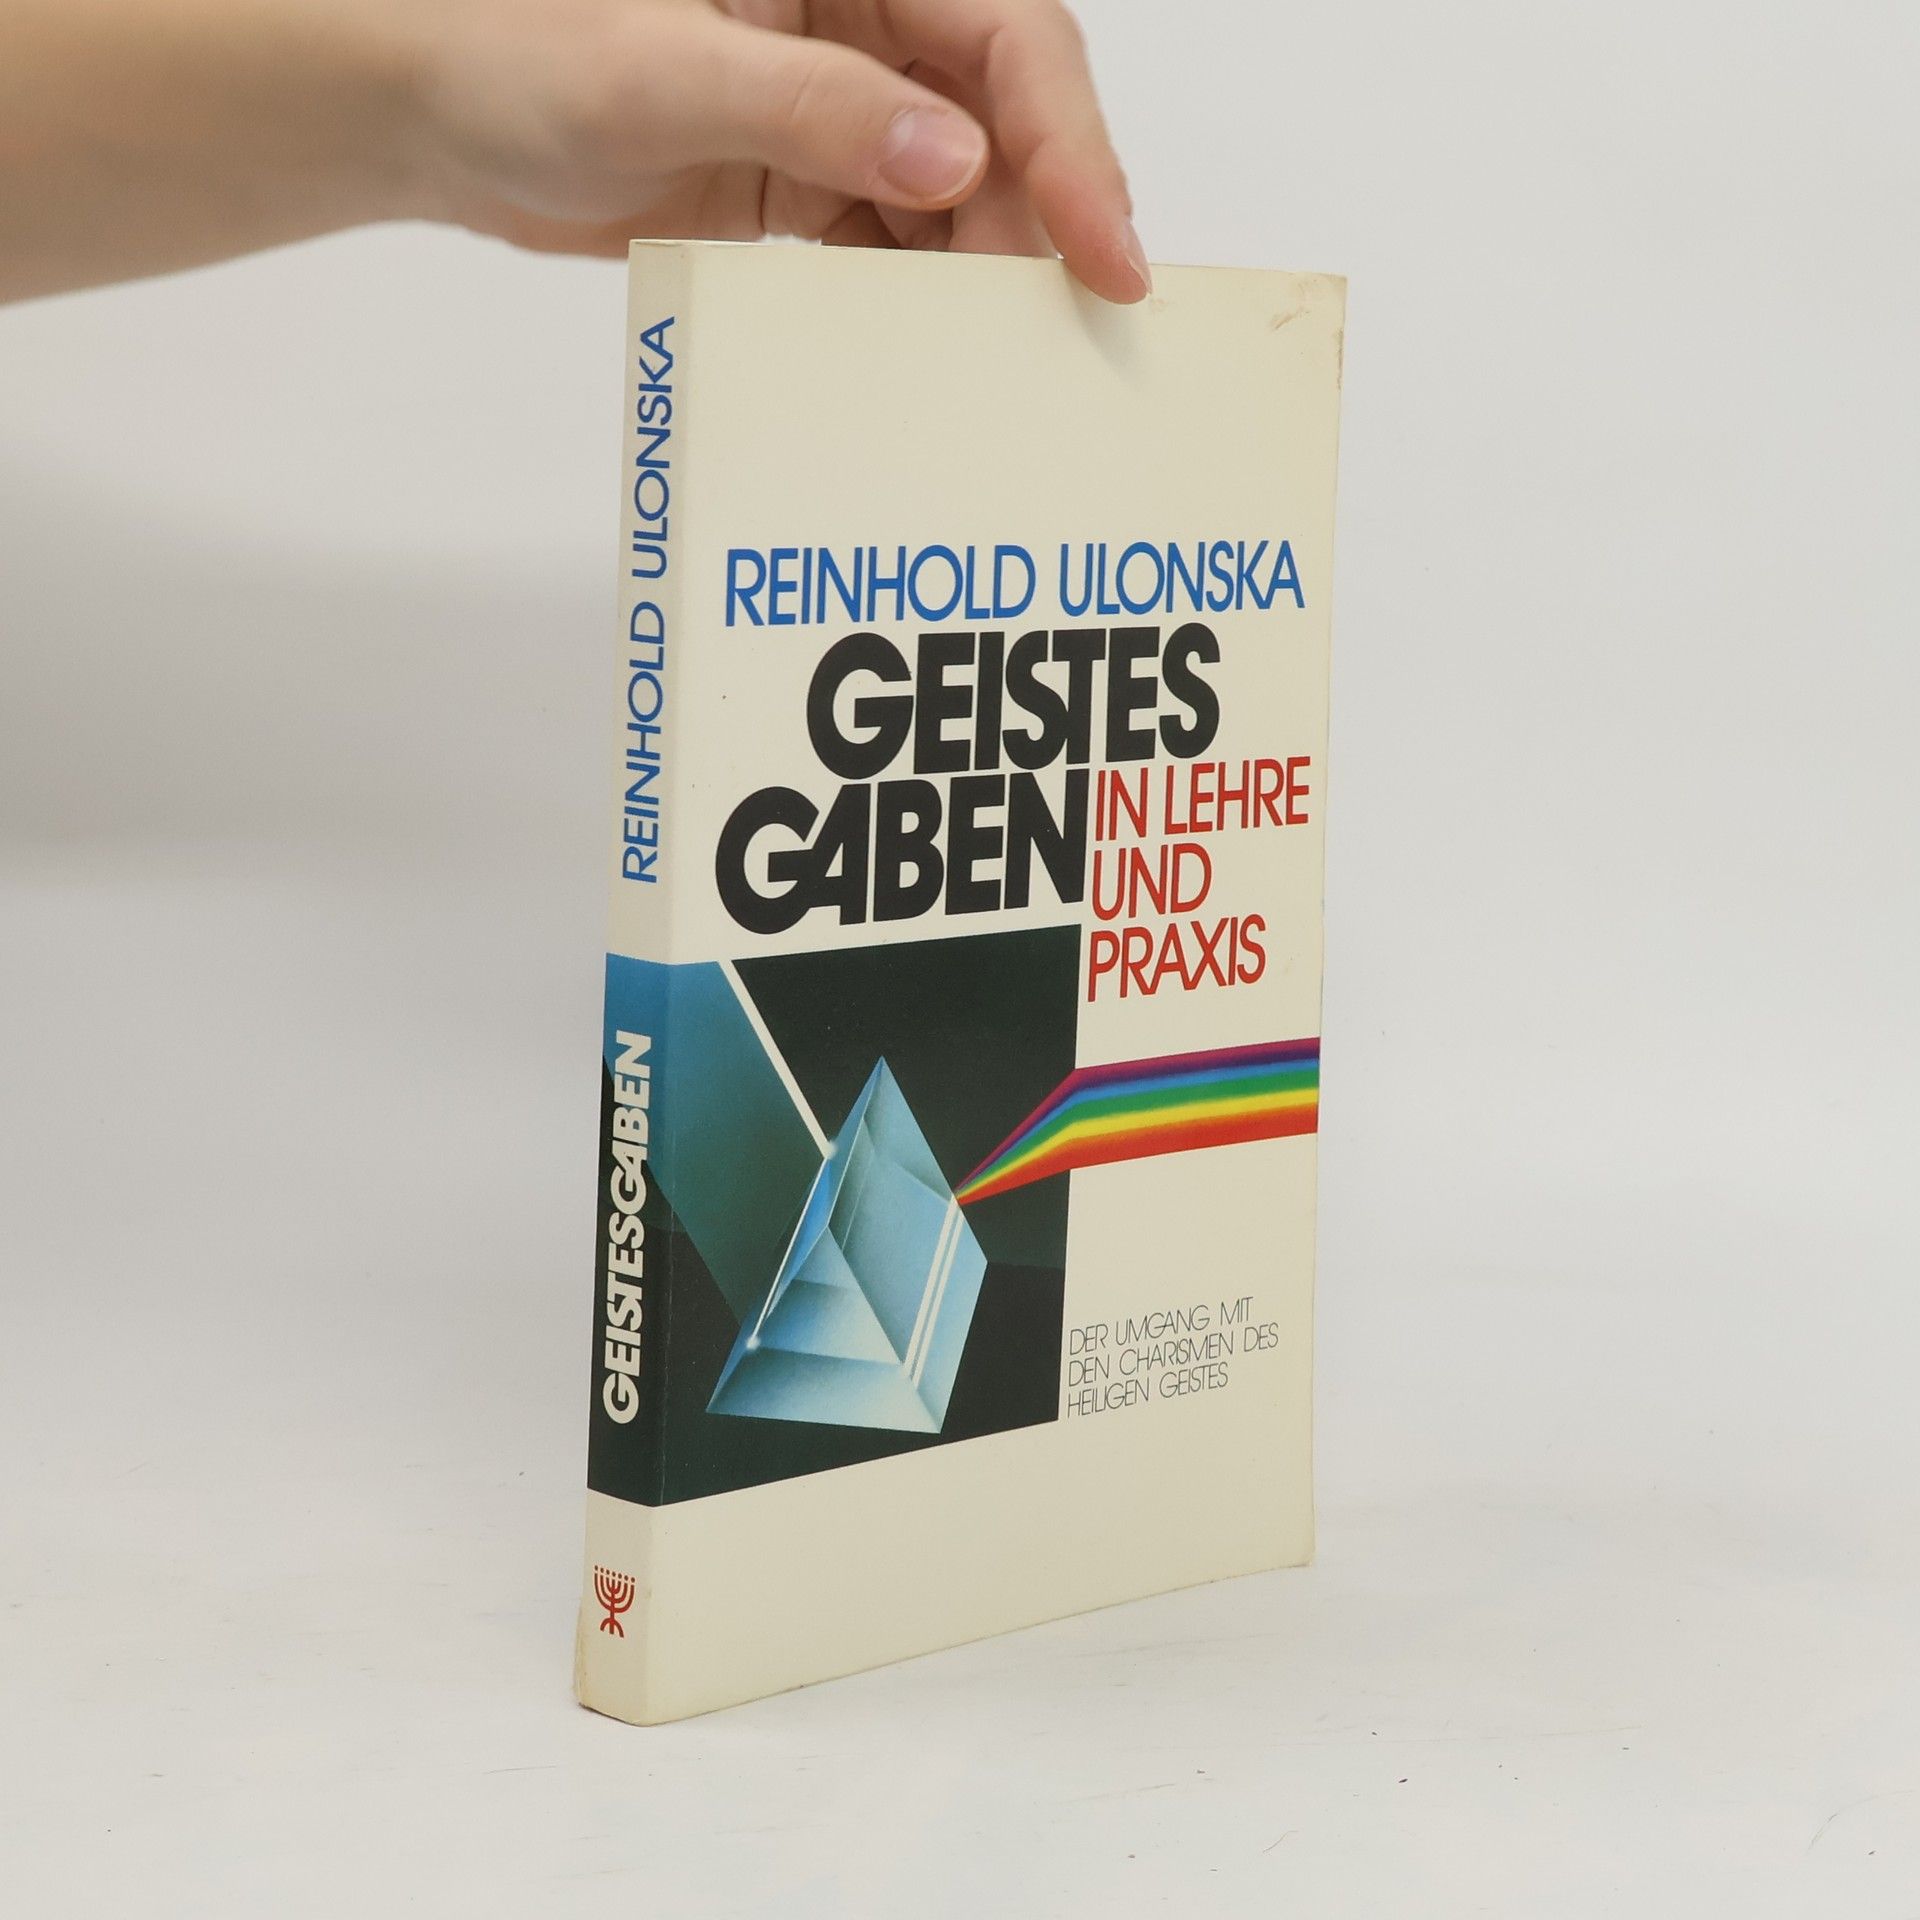 REINHOLD ULONSKA
GEISTESGABEN
REINHOLD ULONSKA
GEISTES
GABEN
IN LEHRE
UND
PRAXIS
DER UMGANG MIT
DEN CHARISMEN DES
HEILIGEN GEISTES